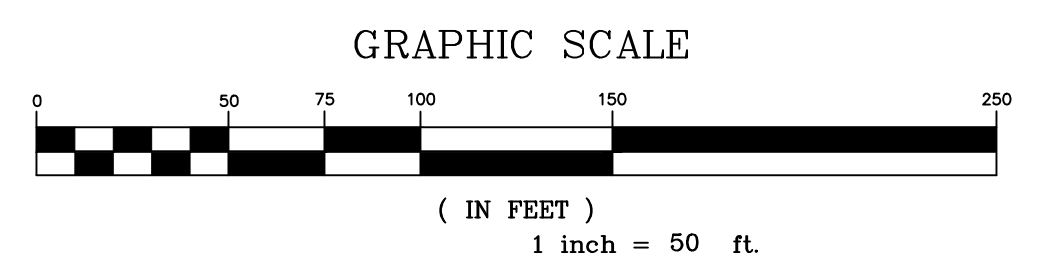 GRAPHIC SCALE
0 50 75 100 150 250
( IN FEET )
1 inch = 50 ft.